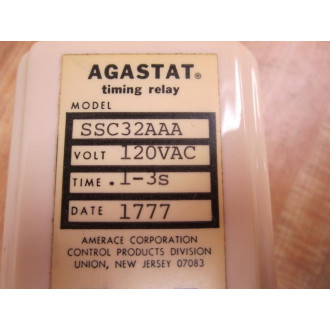 AGASTAT®
timing relay
MODEL
SSC32AAA
VOLT 120VAC
TIME .1-3s
DATE 1777
AMERACE CORPORATION
CONTROL PRODUCTS DIVISION
UNION, NEW JERSEY 07083